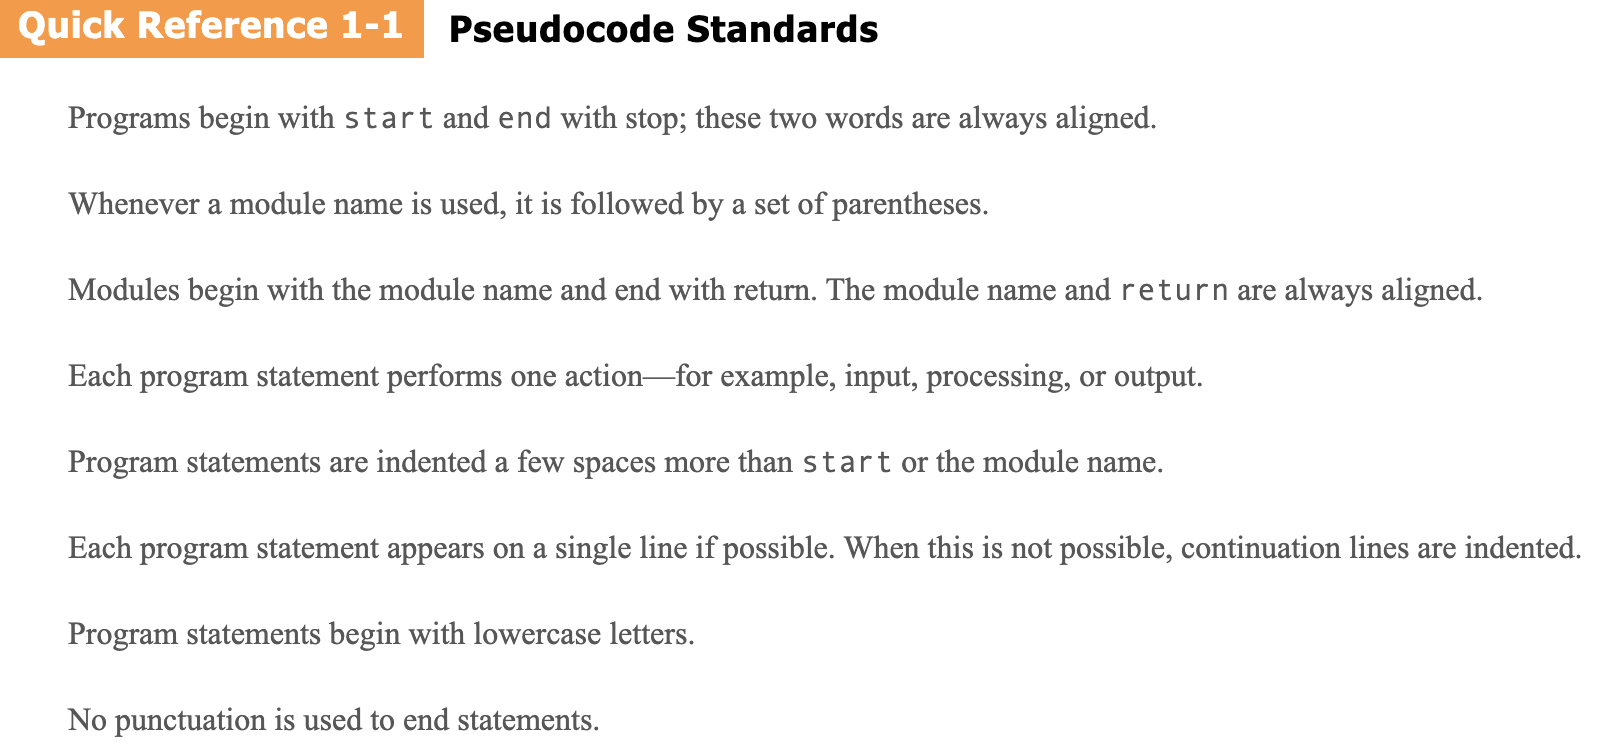 Quick Reference 1-1 Pseudocode Standards
Programs begin with start and end with stop; these two words are always aligned.
Whenever a module name is used, it is followed by a set of parentheses.
Modules begin with the module name and end with return. The module name and return are always aligned.
Each program statement performs one action—for example, input, processing, or output.
Program statements are indented a few spaces more than start or the module name.
Each program statement appears on a single line if possible. When this is not possible, continuation lines are indented.
Program statements begin with lowercase letters.
No punctuation is used to end statements.